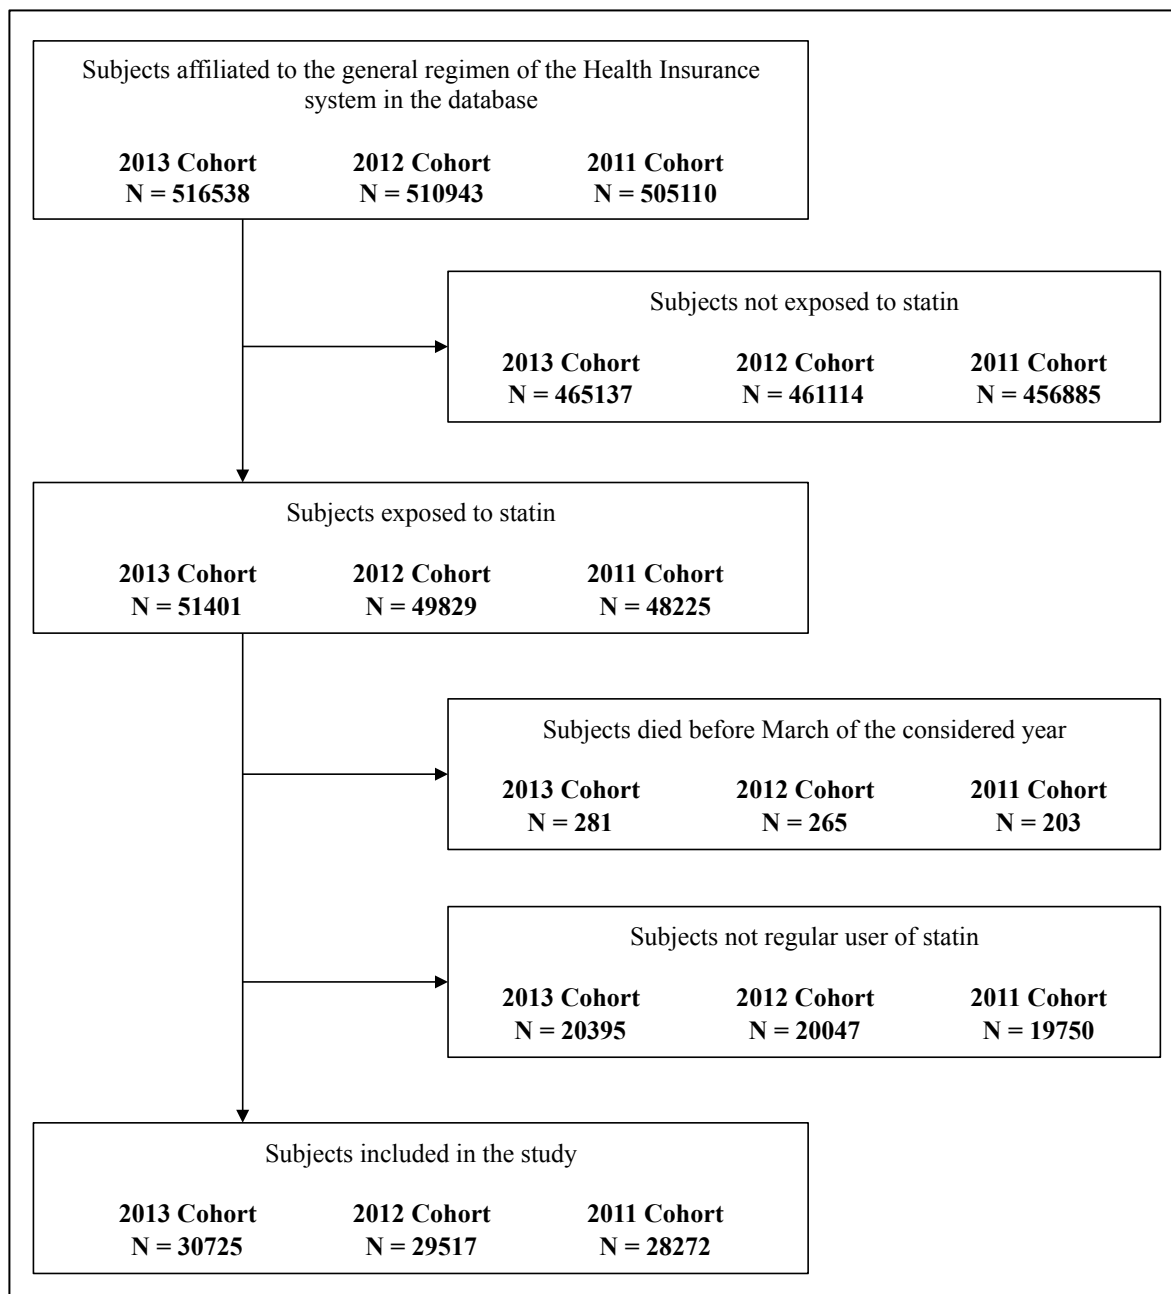 Subjects affiliated to the general regimen of the Health Insurance
system in the database
2013 Cohort 2012 Cohort 2011 Cohort
N = 516538 N = 510943 N = 505110
Subjects not exposed to statin
2013 Cohort 2012 Cohort 2011 Cohort
N = 465137 N = 461114 N = 456885
Subjects exposed to statin
2013 Cohort 2012 Cohort 2011 Cohort
N = 51401 N = 49829 N = 48225
Subjects died before March of the considered year
2013 Cohort 2012 Cohort 2011 Cohort
N = 281 N = 265 N = 203
Subjects not regular user of statin
2013 Cohort 2012 Cohort 2011 Cohort
N = 20395 N = 20047 N = 19750
Subjects included in the study
2013 Cohort 2012 Cohort 2011 Cohort
N = 30725 N = 29517 N = 28272